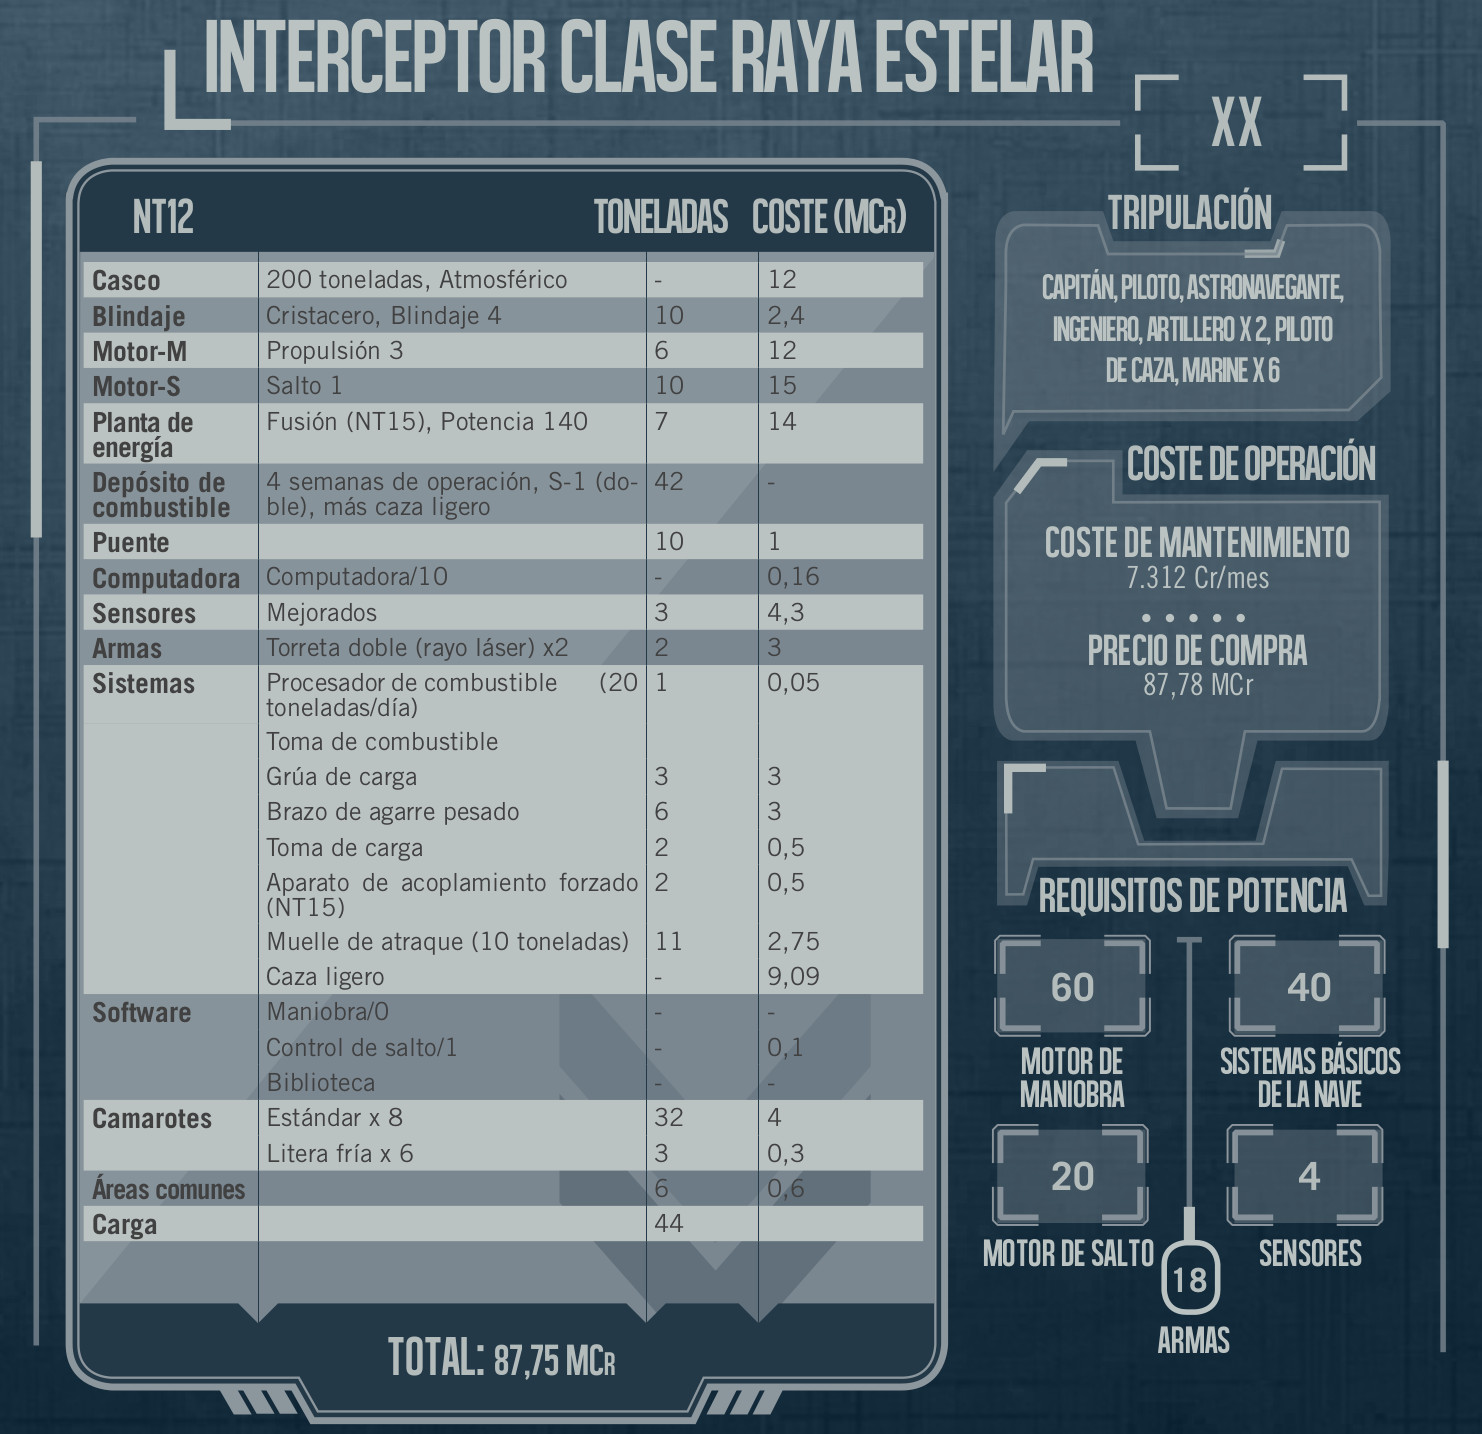 INTERCEPTOR CLASE RAYA ESTELAR
XX
NT12 TONELADAS COSTE (MCR)
Casco 200 toneladas, Atmosférico - 12
Blindaje Cristacero, Blindaje 4 10 2,4
Motor-M Propulsión 3 6 12
Motor-S Salto 1 10 15
Planta de Fusión (NT15), Potencia 140 7 14
energía
Depósito de 4 semanas de operación, S-1 (do- 42 -
combustible ble), más caza ligero
Puente 10 1
Computadora Computadora/10 - 0,16
Sensores Mejorados 3 4,3
Armas Torreta doble (rayo láser) x2 2 3
Sistemas Procesador de combustible (20 1 0,05
toneladas/día)
Toma de combustible
Grúa de carga 3 3
Brazo de agarre pesado 6 3
Toma de carga 2 0,5
Aparato de acoplamiento forzado 2 0,5
(NT15)
Muelle de atraque (10 toneladas) 11 2,75
Caza ligero - 9,09
Software Maniobra/0 - -
Control de salto/1 - 0,1
Biblioteca - -
Camarotes Estándar x 8 32 4
Litera fría x 6 3 0,3
Áreas comunes 6 0,6
Carga 44
TOTAL: 87,75 MCR
TRIPULACIÓN
CAPITÁN, PILOTO, ASTRONAVEGANTE,
INGENIERO, ARTILLERO X 2, PILOTO
DE CAZA, MARINE X 6
COSTE DE OPERACIÓN
COSTE DE MANTENIMIENTO
7.312 Cr/mes
PRECIO DE COMPRA
87,78 MCr
REQUISITOS DE POTENCIA
60
MOTOR DE
MANIOBRA
40
SISTEMAS BÁSICOS
DE LA NAVE
20
MOTOR DE SALTO
4
SENSORES
18
ARMAS